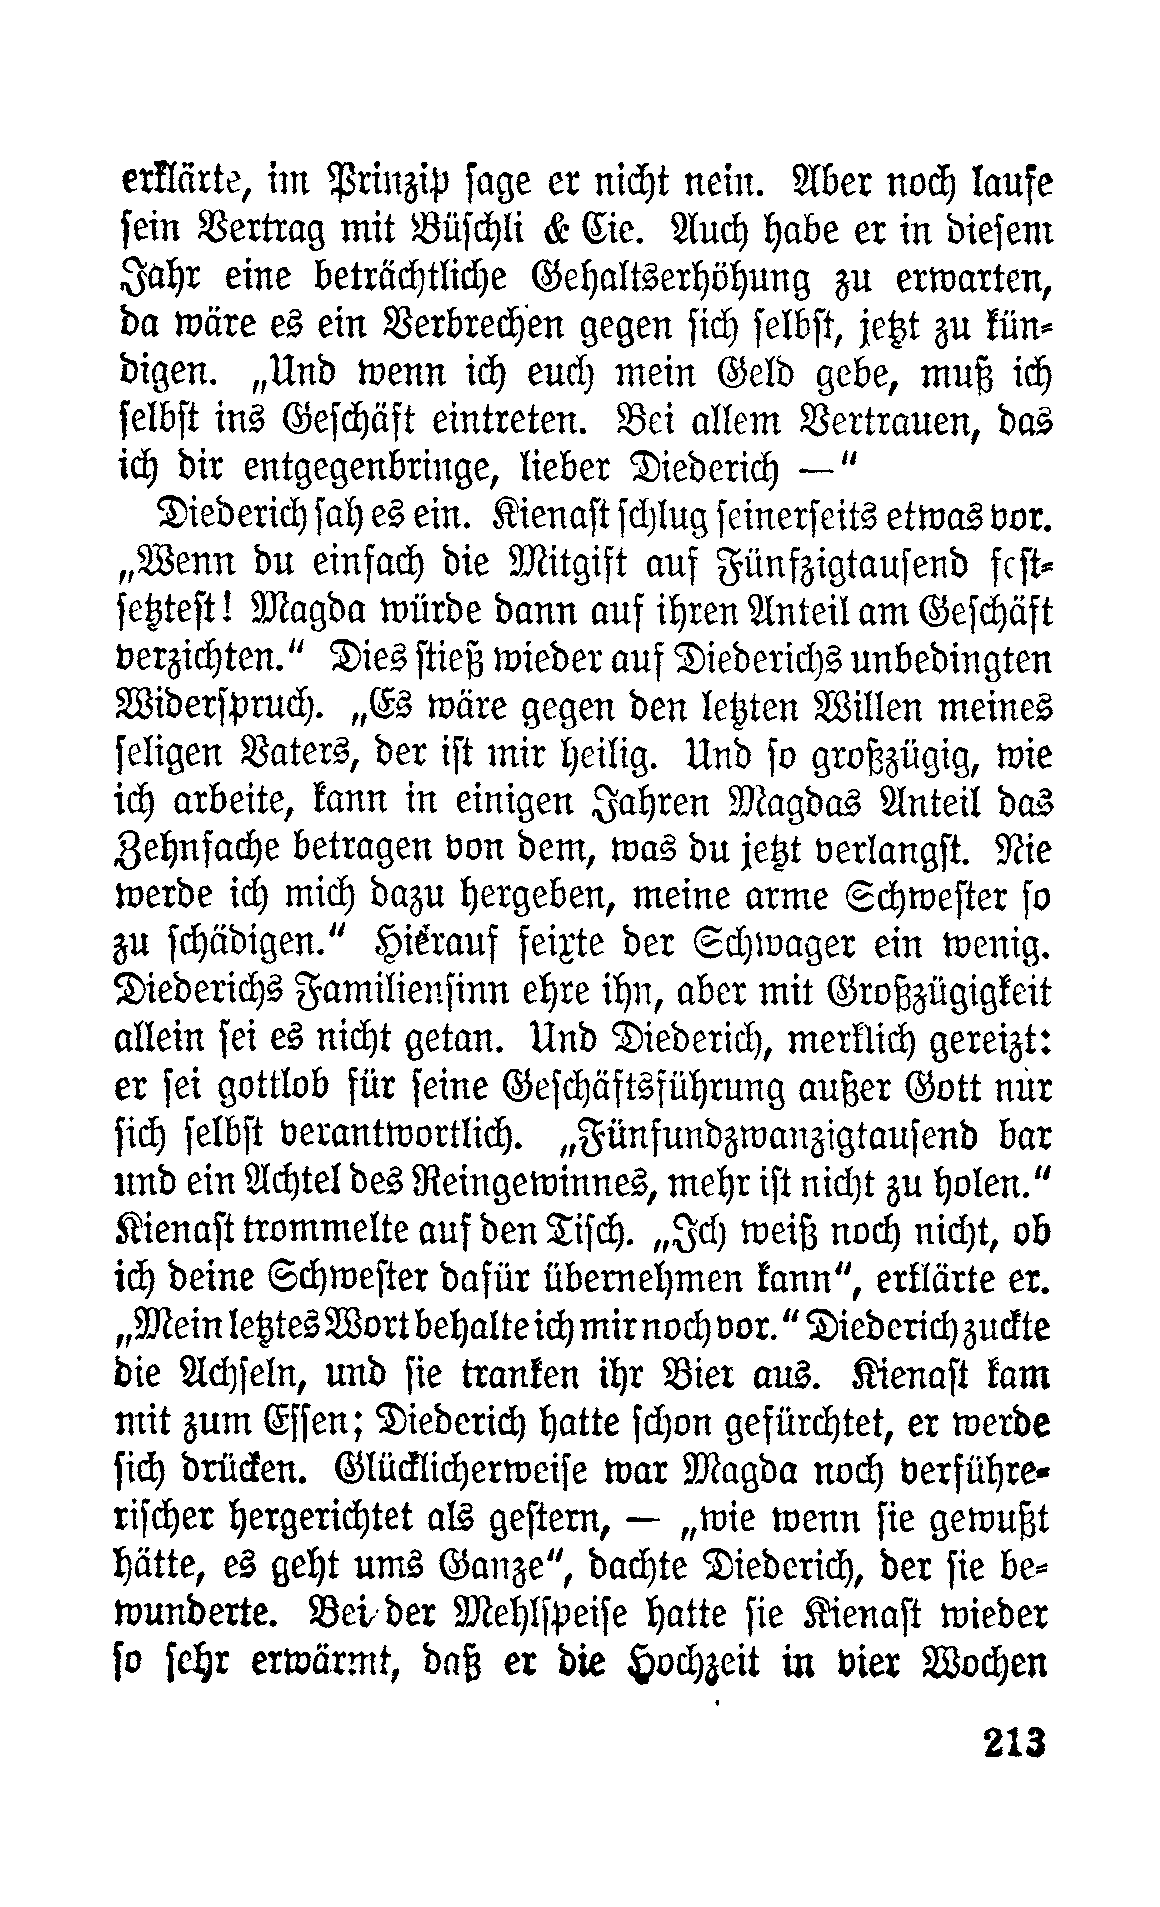 erklärte, im Prinzip sage er nicht nein. Aber noch laufe
sein Vertrag mit Büschli & Cie. Auch habe er in diesem
Jahr eine beträchtliche Gehaltserhöhung zu erwarten,
da wäre es ein Verbrechen gegen sich selbst, jetzt zu kün-
digen. „Und wenn ich euch mein Geld gebe, muß ich
selbst ins Geschäft eintreten. Bei allem Vertrauen, das
ich dir entgegenbringe, lieber Diederich —“
Diederich sah es ein. Kienast schlug seinerseits etwas vor.
„Wenn du einfach die Mitgift auf Fünfzigtausend fest-
setztest! Magda würde dann auf ihren Anteil am Geschäft
verzichten.“ Dies stieß wieder auf Diederichs unbedingten
Widerspruch. „Es wäre gegen den letzten Willen meines
seligen Vaters, der ist mir heilig. Und so großzügig, wie
ich arbeite, kann in einigen Jahren Magdas Anteil das
Zehnfache betragen von dem, was du jetzt verlangst. Nie
werde ich mich dazu hergeben, meine arme Schwester so
zu schädigen.“ Hierauf feixte der Schwager ein wenig.
Diederichs Familiensinn ehre ihn, aber mit Großzügigkeit
allein sei es nicht getan. Und Diederich, merklich gereizt:
er sei gottlob für seine Geschäftsführung außer Gott nur
sich selbst verantwortlich. „Fünfundzwanzigtausend bar
und ein Achtel des Reingewinnes, mehr ist nicht zu holen.“
Kienast trommelte auf den Tisch. „Ich weiß noch nicht, ob
ich deine Schwester dafür übernehmen kann“, erklärte er.
„Mein letztes Wort behalte ich mir noch vor.“ Diederich zuckte
die Achseln, und sie tranken ihr Bier aus. Kienast kam
mit zum Essen; Diederich hatte schon gefürchtet, er werde
sich drücken. Glücklicherweise war Magda noch verführe-
rischer hergerichtet als gestern, — „wie wenn sie gewußt
hätte, es geht ums Ganze“, dachte Diederich, der sie be-
wunderte. Bei der Mehlspeise hatte sie Kienast wieder
so sehr erwärmt, daß er die Hochzeit in vier Wochen
213